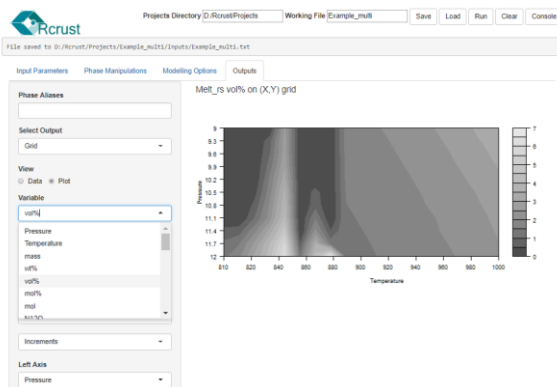 Rcrust
Projects Directory D:/Rcrust/Projects Working File Example_multi Save Load Run Clear Console
File saved to D:/Rcrust/Projects/Example_multi/Inputs/Example_multi.txt
Input Parameters Phase Manipulations Modelling Options Outputs
Phase Aliases
Select Output
Grid
View
Data Plot
Variable
vol%
Pressure
Temperature
mass
wt%
vol%
mol%
mol
Increments
Left Axis
Pressure
Melt_rs vol% on (X,Y) grid
9
9.3
9.6
9.9
10.2
10.5
10.8
11.1
11.4
11.7
12
Pressure
810 820 840 850 860 880 890 900 920 930 940 960 970 980 1000
Temperature
7
6
5
4
3
2
1
0